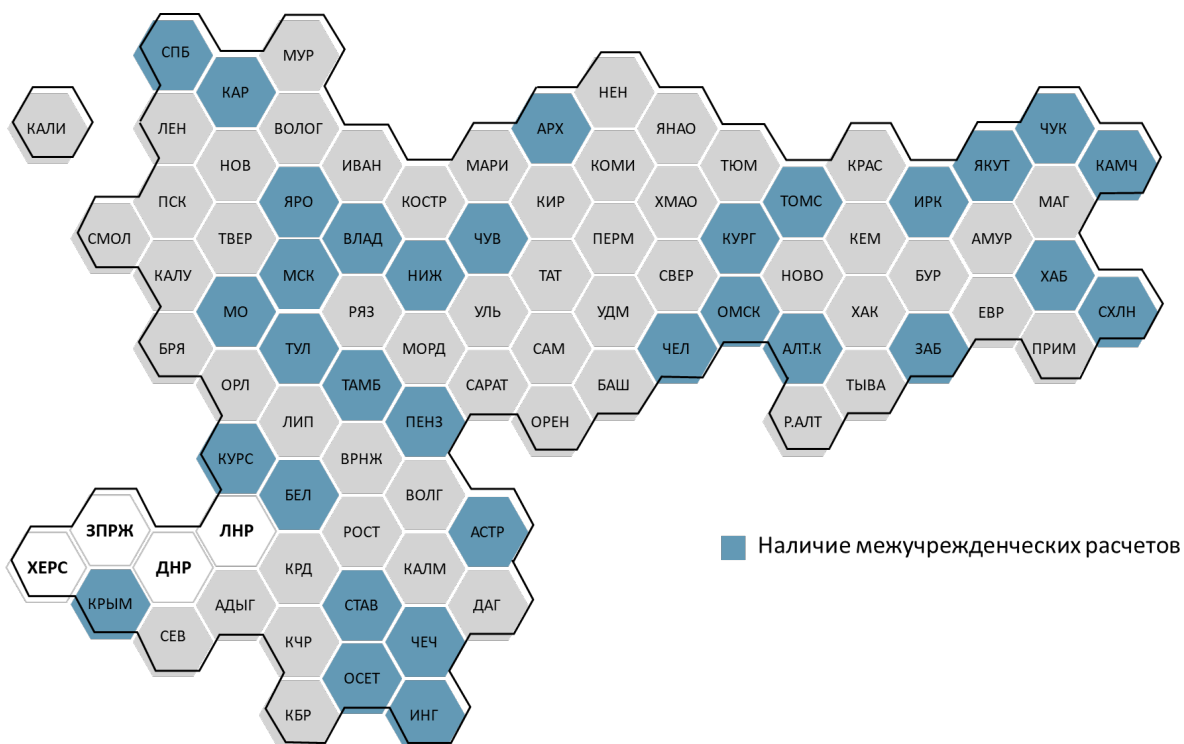 СПБ
МУР
КАР
НЕН
КАЛИ
ЛЕН
ВОЛОГ
АРХ
ЯНАО
ЧУК
НОВ
ИВАН
МАРИ
КОМИ
ТЮМ
КРАС
ЯКУТ
КАМЧ
ПСК
ЯРО
КОСТР
КИР
ХМАО
ТОМС
ИРК
МАГ
СМОЛ
ТВЕР
ВЛАД
ЧУВ
ПЕРМ
КУРГ
КЕМ
АМУР
КАЛУ
МСК
НИЖ
ТАТ
СВЕР
НОВО
БУР
ХАБ
МО
РЯЗ
УЛЬ
УДМ
ОМСК
ХАК
ЕВР
СХЛН
БРЯ
ТУЛ
МОРД
САМ
ЧЕЛ
АЛТ.К
ЗАБ
ПРИМ
ОРЛ
ТАМБ
САРАТ
БАШ
ТЫВА
ЛИП
ПЕНЗ
ОРЕН
Р.АЛТ
КУРС
ВРНЖ
БЕЛ
ВОЛГ
ЗПРЖ
ЛНР
РОСТ
АСТР
Наличие межучрежденческих расчетов
ХЕРС
ДНР
КРД
КАЛМ
КРЫМ
АДЫГ
СТАВ
ДАГ
СЕВ
КЧР
ЧЕЧ
ОСЕТ
КБР
ИНГ